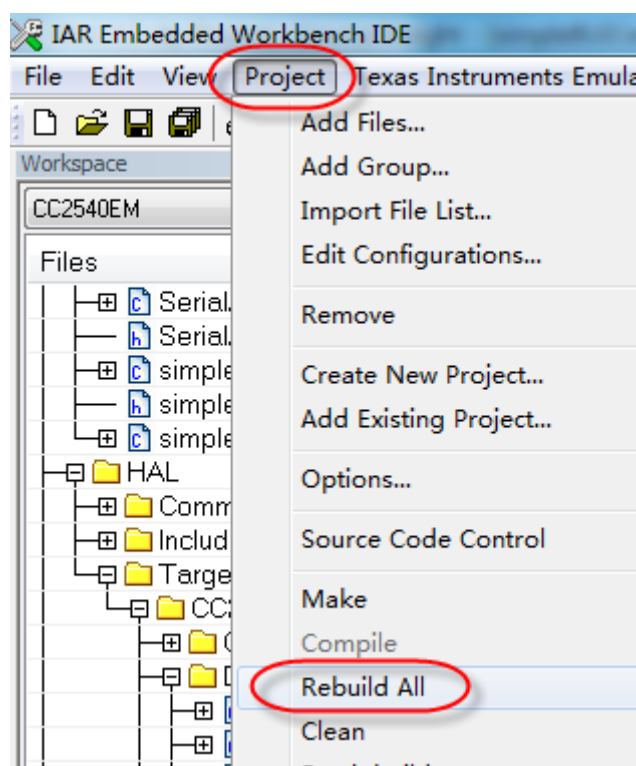 IAR Embedded Workbench IDE
File Edit View Project Texas Instruments Emula
Add Files...
Workspace
Add Group...
CC2540EM
Import File List...
Files
Edit Configurations...
c Serial.
Remove
h Serial.
c simple
Create New Project...
h simple
Add Existing Project...
c simple
HAL
Options...
Comm
Includ
Source Code Control
Targe
Make
CC2
Compile
Rebuild All
Clean